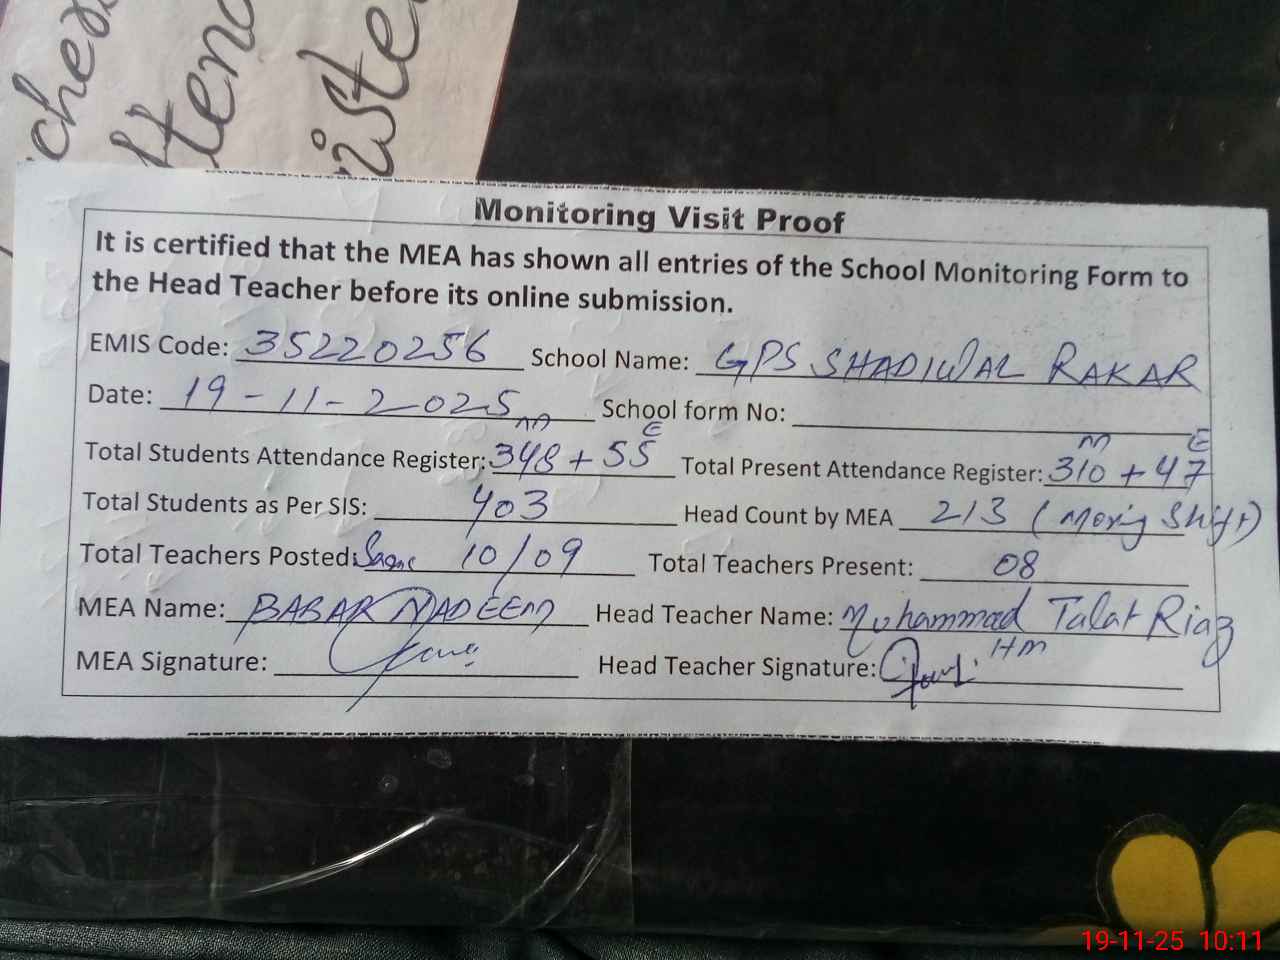 ches
tten
iste
Monitoring Visit Proof
It is certified that the MEA has shown all entries of the School Monitoring Form to
the Head Teacher before its online submission.
EMIS Code: 35220256 School Name: GPS SHADIWAL RAKAR
Date: 19-11-2025 School form No:
M E M E
Total Students Attendance Register: 348+55 Total Present Attendance Register: 310+47
Total Students as Per SIS: 403 Head Count by MEA 213 (Moring Shift)
Total Teachers Posted: 10/09 Total Teachers Present: 08
MEA Name: BABAR NADEEM Head Teacher Name: Muhammad Talat Riaz
MEA Signature: Head Teacher Signature: HM
19-11-25 10:11